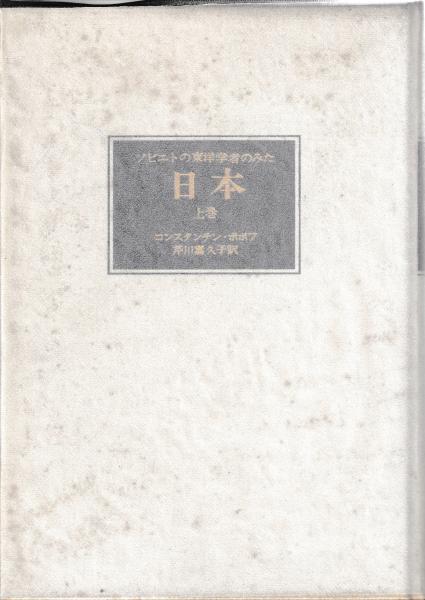 ソビエトの東洋学者のみた
日本
上巻
コンスタンチン・ポポフ
芹川嘉久子訳